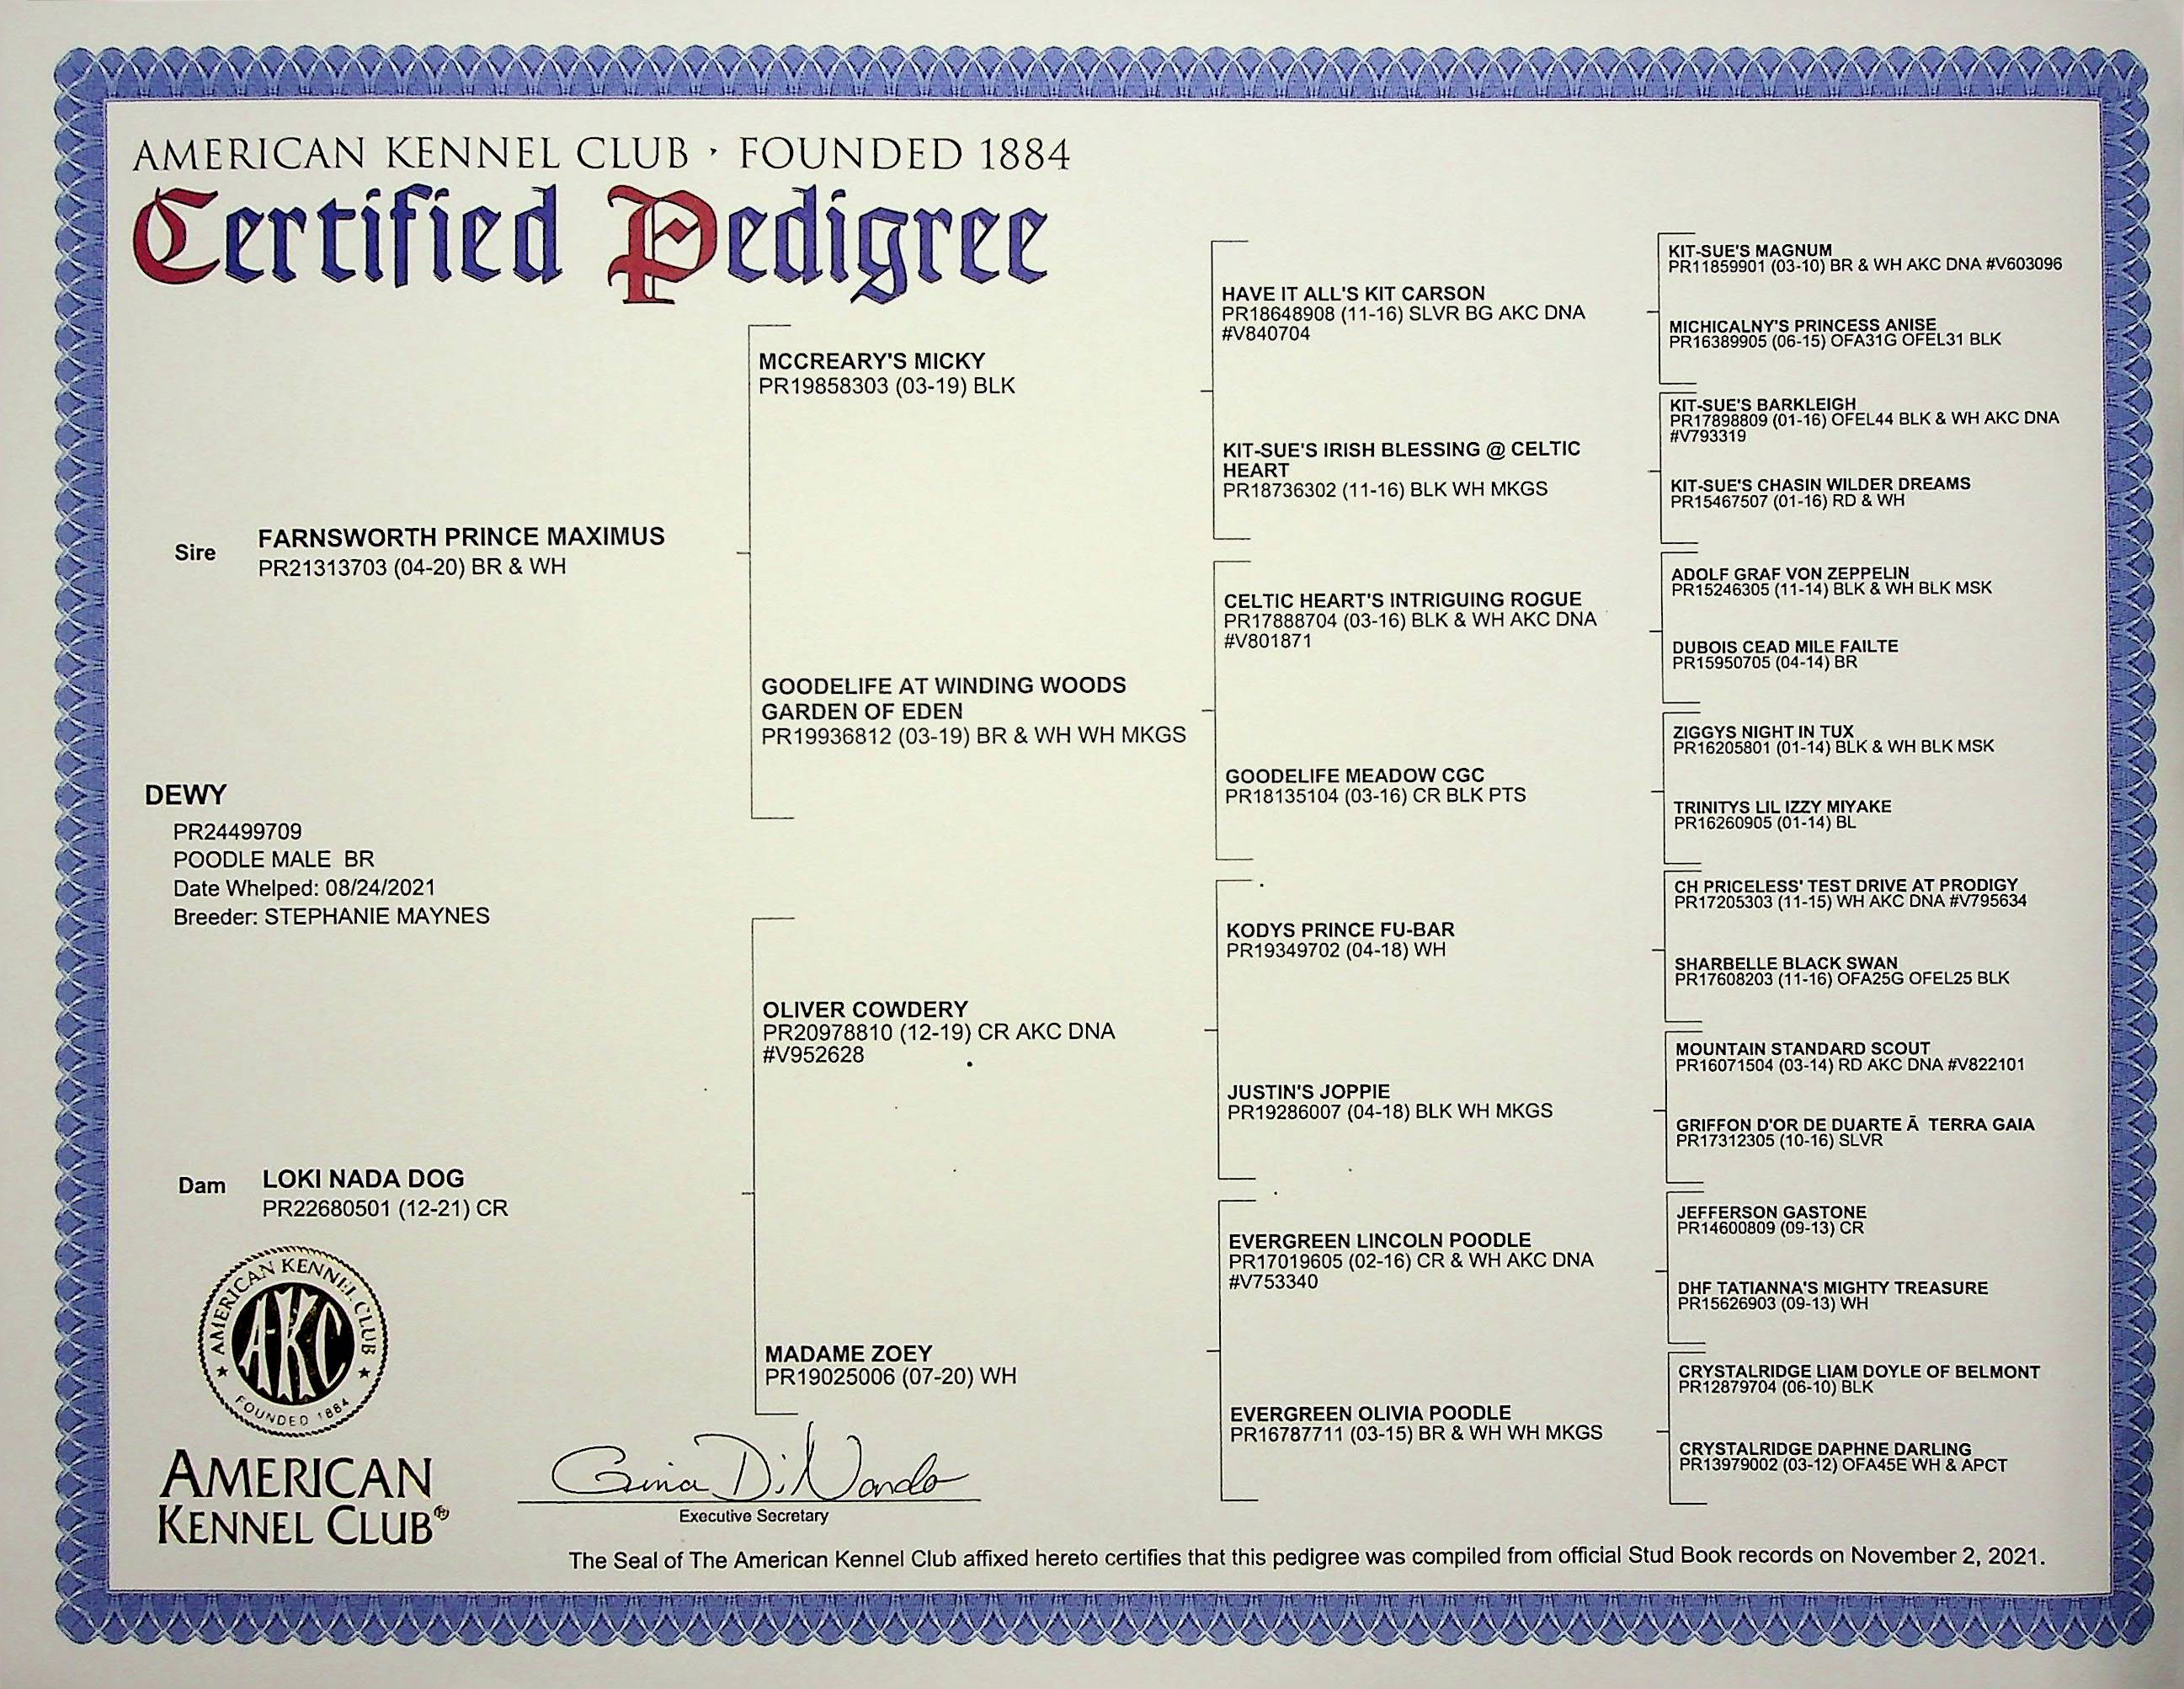 AMERICAN KENNEL CLUB · FOUNDED 1884
Certified Pedigree
DEWY
PR24499709
POODLE MALE BR
Date Whelped: 08/24/2021
Breeder: STEPHANIE MAYNES
Sire
FARNSWORTH PRINCE MAXIMUS
PR21313703 (04-20) BR & WH
Dam
LOKI NADA DOG
PR22680501 (12-21) CR
MCCREARY'S MICKY
PR19858303 (03-19) BLK
GOODELIFE AT WINDING WOODS
GARDEN OF EDEN
PR19936812 (03-19) BR & WH WH MKGS
OLIVER COWDERY
PR20978810 (12-19) CR AKC DNA
#V952628
MADAME ZOEY
PR19025006 (07-20) WH
HAVE IT ALL'S KIT CARSON
PR18648908 (11-16) SLVR BG AKC DNA
#V840704
KIT-SUE'S IRISH BLESSING @ CELTIC
HEART
PR18736302 (11-16) BLK WH MKGS
CELTIC HEART'S INTRIGUING ROGUE
PR17888704 (03-16) BLK & WH AKC DNA
#V801871
GOODELIFE MEADOW CGC
PR18135104 (03-16) CR BLK PTS
KODYS PRINCE FU-BAR
PR19349702 (04-18) WH
JUSTIN'S JOPPIE
PR19286007 (04-18) BLK WH MKGS
EVERGREEN LINCOLN POODLE
PR17019605 (02-16) CR & WH AKC DNA
#V753340
EVERGREEN OLIVIA POODLE
PR16787711 (03-15) BR & WH WH MKGS
KIT-SUE'S MAGNUM
PR11859901 (03-10) BR & WH AKC DNA #V603096
MICHICALNY'S PRINCESS ANISE
PR16389905 (06-15) OFA31G OFEL31 BLK
KIT-SUE'S BARKLEIGH
PR17898809 (01-16) OFEL44 BLK & WH AKC DNA
#V793319
KIT-SUE'S CHASIN WILDER DREAMS
PR15467507 (01-16) RD & WH
ADOLF GRAF VON ZEPPELIN
PR15246305 (11-14) BLK & WH BLK MSK
DUBOIS CEAD MILE FAILTE
PR15950705 (04-14) BR
ZIGGYS NIGHT IN TUX
PR16205801 (01-14) BLK & WH BLK MSK
TRINITYS LIL IZZY MIYAKE
PR16260905 (01-14) BL
CH PRICELESS' TEST DRIVE AT PRODIGY
PR17205303 (11-15) WH AKC DNA #V795634
SHARBELLE BLACK SWAN
PR17608203 (11-16) OFA25G OFEL25 BLK
MOUNTAIN STANDARD SCOUT
PR16071504 (03-14) RD AKC DNA #V822101
GRIFFON D'OR DE DUARTE Ā TERRA GAIA
PR17312305 (10-16) SLVR
JEFFERSON GASTONE
PR14600809 (09-13) CR
DHF TATIANNA'S MIGHTY TREASURE
PR15626903 (09-13) WH
CRYSTALRIDGE LIAM DOYLE OF BELMONT
PR12879704 (06-10) BLK
CRYSTALRIDGE DAPHNE DARLING
PR13979002 (03-12) OFA45E WH & APCT
AMERICAN KENNEL CLUB
AKC
FOUNDED 1884
AMERICAN
KENNEL CLUB®
Gina DiNardo
Executive Secretary
The Seal of The American Kennel Club affixed hereto certifies that this pedigree was compiled from official Stud Book records on November 2, 2021.